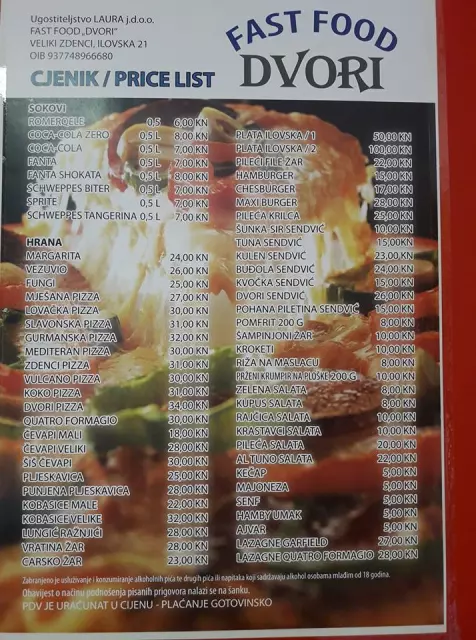 Ugostiteljstvo LAURA j.d.o.o.
FAST FOOD „DVORI"
VELIKI ZDENCI, ILOVSKA 21
OIB 937748966680
CJENIK / PRICE LIST
FAST FOOD
DVORI
SOKOVI
ROMERQELE 0,5 6,00 KN
COCA-COLA ZERO 0,5 L 8,00 KN
COCA-COLA 0,5 L 7,00 KN
FANTA 0,5 L 7,00 KN
FANTA SHOKATA 0,5 L 8,00 KN
SCHWEPPES BITER 0,5 L 7,00 KN
SPRITE 0,5 L 7,00 KN
SCHWEPPES TANGERINA 0,5 L 7,00 KN
HRANA
MARGARITA 24,00 KN
VEZUVIO 26,00 KN
FUNGI 25,00 KN
MJEŠANA PIZZA 27,00 KN
LOVAČKA PIZZA 30,00 KN
SLAVONSKA PIZZA 31,00 KN
GURMANSKA PIZZA 32,00 KN
MEDITERAN PIZZA 30,00 KN
ZDENCI PIZZA 31,00 KN
VULCANO PIZZA 30,00 KN
KOKO PIZZA 31,00 KN
DVORI PIZZA 34,00 KN
QUATRO FORMAGIO 30,00 KN
ČEVAPI MALI 18,00 KN
ČEVAPI VELIKI 28,00 KN
ŠIŠ ČEVAPI 30,00 KN
PLJESKAVICA 25,00 KN
PUNJENA PLJESKAVICA 28,00 KN
KOBASICE MALE 22,00 KN
KOBASICE VELIKE 32,00 KN
LUNGIĆ RAŽNJIĆI 28,00 KN
VRATINA ŽAR 28,00 KN
CARSKO ŽAR 23,00 KN
PLATA ILOVSKA / 1 50,00 KN
PLATA ILOVSKA / 2 100,00 KN
PILEĆI FILE ŽAR 22,00 KN
HAMBURGER 15,00 KN
CHESBURGER 17,00 KN
MAXI BURGER 28,00 KN
PILEĆA KRILCA 25,00 KN
ŠUNKA-SIR SENDVIČ 10,00 KN
TUNA SENDVIČ 15,00KN
KULEN SENDVIČ 23,00 KN
BUĐOLA SENDVIČ 24,00 KN
KVOČKA SENDVIČ 15,00 KN
DVORI SENDVIČ 26,00 KN
POHANA PILETINA SENDVIČ 15,00 KN
POMFRIT 200 G 8,00 KN
ŠAMPINJONI ŽAR 10,00 KN
KROKETI 10,00 KN
RIŽA NA MASLACU 8,00 KN
PRŽENI KRUMPIR NA PLOŠKE 200 G 10,00 KN
ZELENA SALATA 8,00 KN
KUPUS SALATA 8,00 KN
RAJČICA SALATA 10,00 KN
KRASTAVCI SALATA 10,00 KN
PILEĆA SALATA 20,00 KN
AL TUNO SALATA 22,00 KN
KEČAP 5,00 KN
MAJONEZA 5,00 KN
SENF 5,00 KN
HAMBY UMAK 5,00 KN
AJVAR 5,00 KN
LAZAGNE GARFIELD 27,00 KN
LAZAGNE QUATRO FORMAGIO 28,00 KN
Zabranjeno je usluživanje i konzumiranje alkoholnih pića te drugih pića ili napitaka koji sadržavaju alkohol osobama mlađim od 18 godina.
Obavijest o načinu podnošenja pisanih prigovora nalazi se na šanku.
PDV JE URAČUNAT U CJENU - PLAČANJE GOTOVINSKO